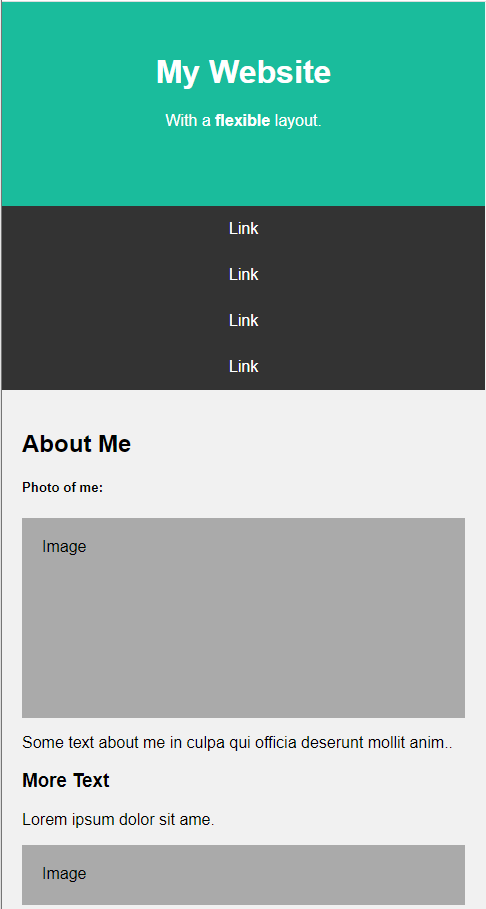 My Website
With a flexible layout.
Link
Link
Link
Link
About Me
Photo of me:
Image
Some text about me in culpa qui officia deserunt mollit anim..
More Text
Lorem ipsum dolor sit ame.
Image